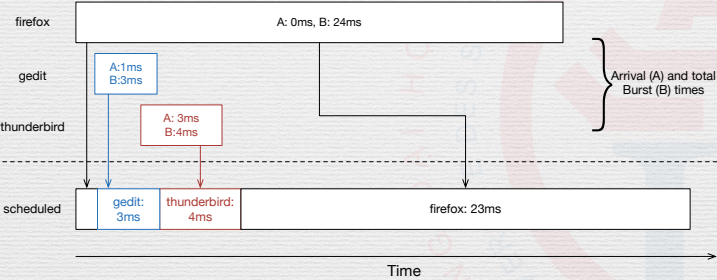 firefox
A: 0ms, B: 24ms
gedit
A:1ms
B:3ms
Arrival (A) and total
Burst (B) times
thunderbird
A: 3ms
B:4ms
scheduled
gedit:
3ms
thunderbird:
4ms
firefox: 23ms
Time